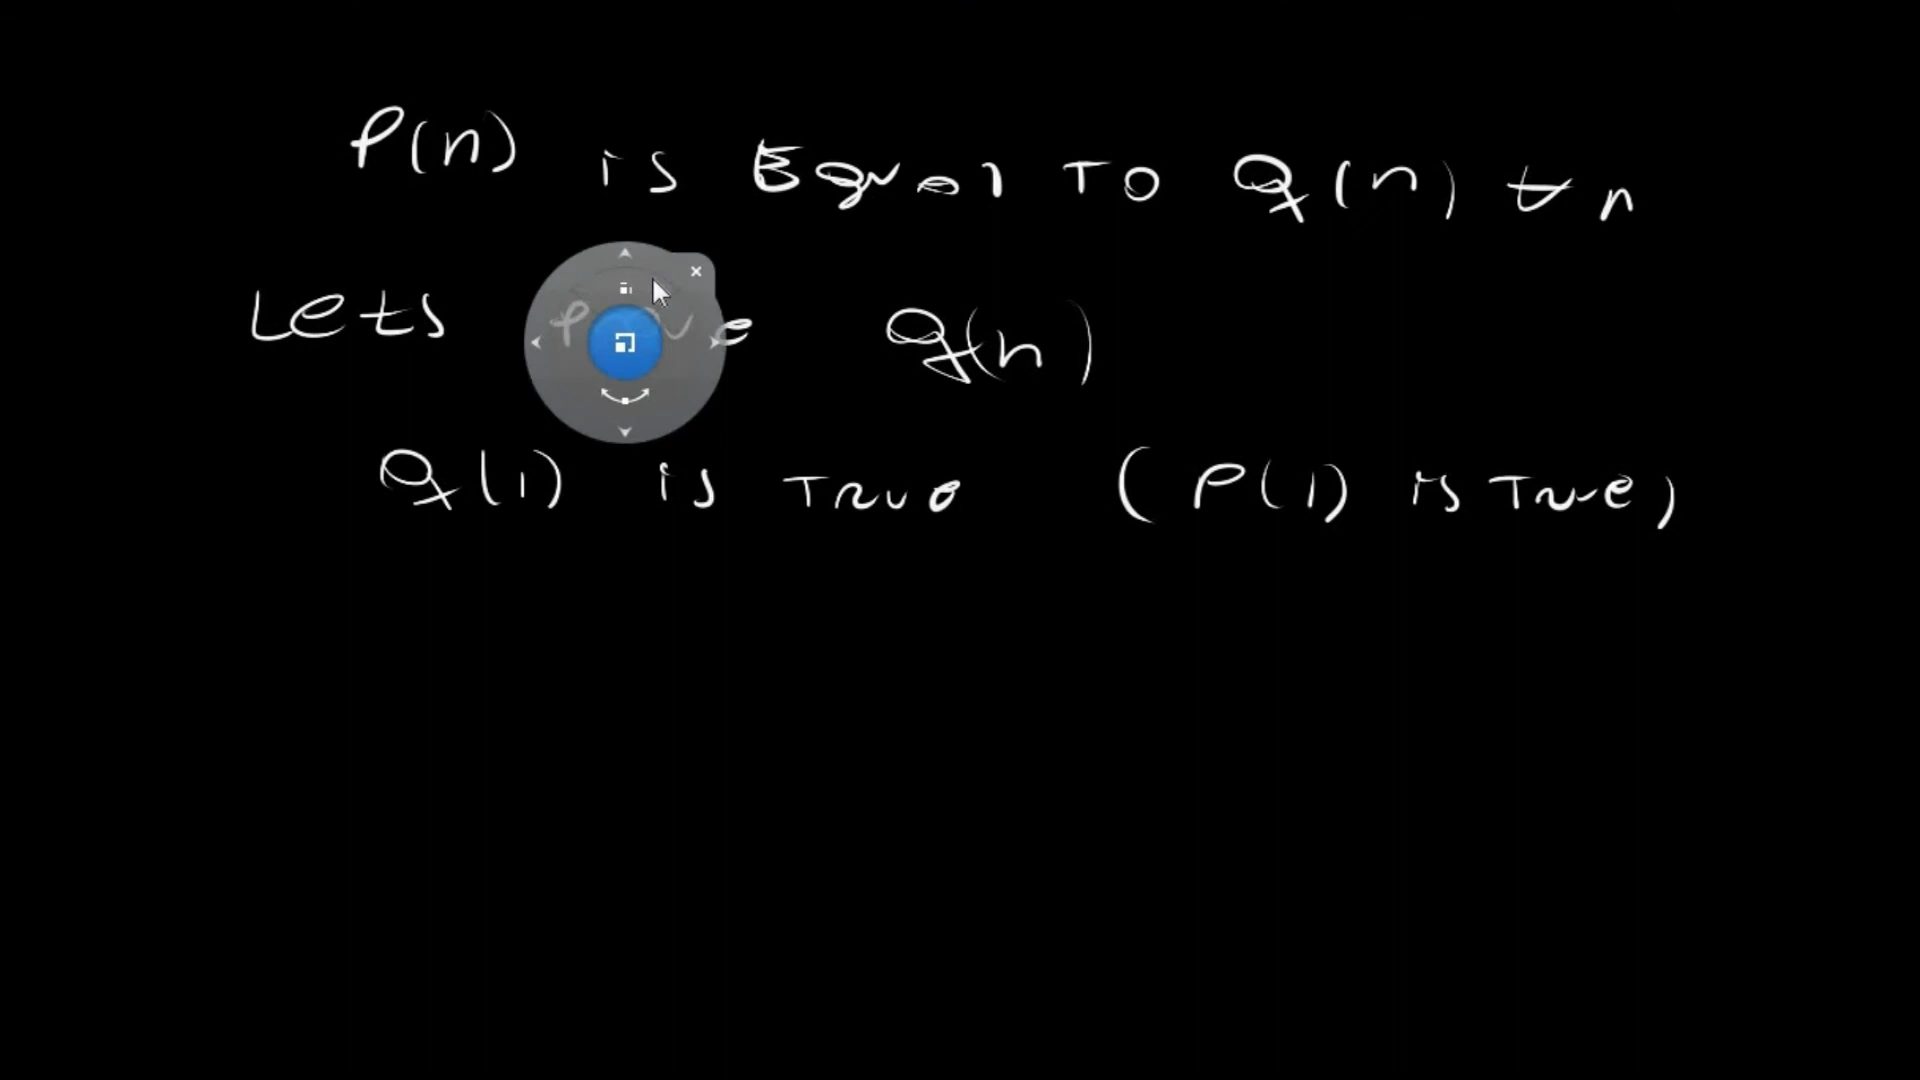 P(n) is Equal To Q(n) ∀ n
Lets Q(n)
Q(1) is True ( P(1) is True)